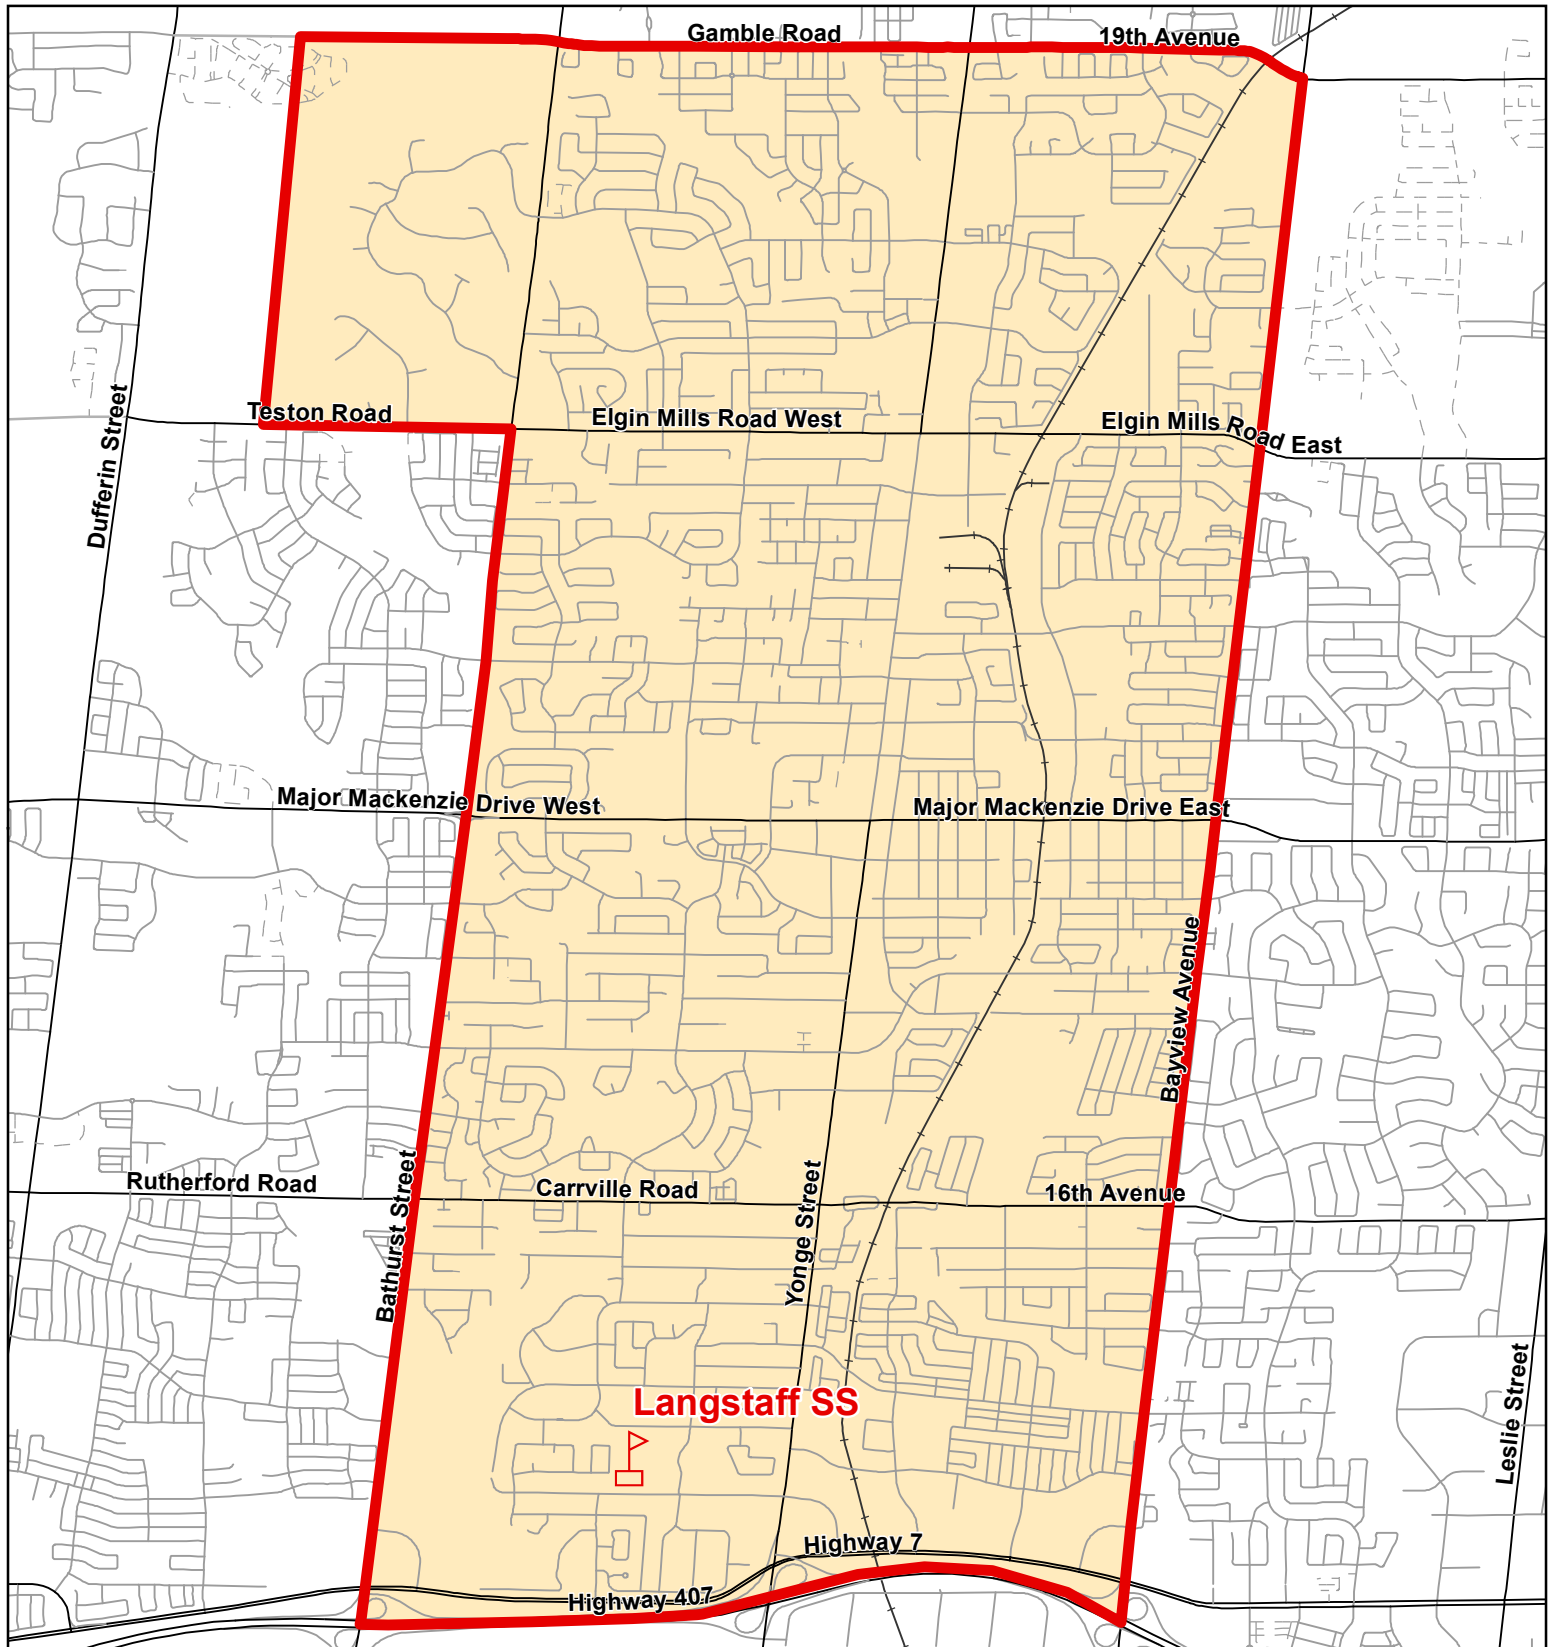 Gamble Road
19th Avenue
Dufferin Street
Teston Road
Elgin Mills Road West
Elgin Mills Road East
Major Mackenzie Drive West
Major Mackenzie Drive East
Bayview Avenue
Rutherford Road
Bathurst Street
Carrville Road
Yonge Street
16th Avenue
Langstaff SS
Leslie Street
Highway 7
Highway 407